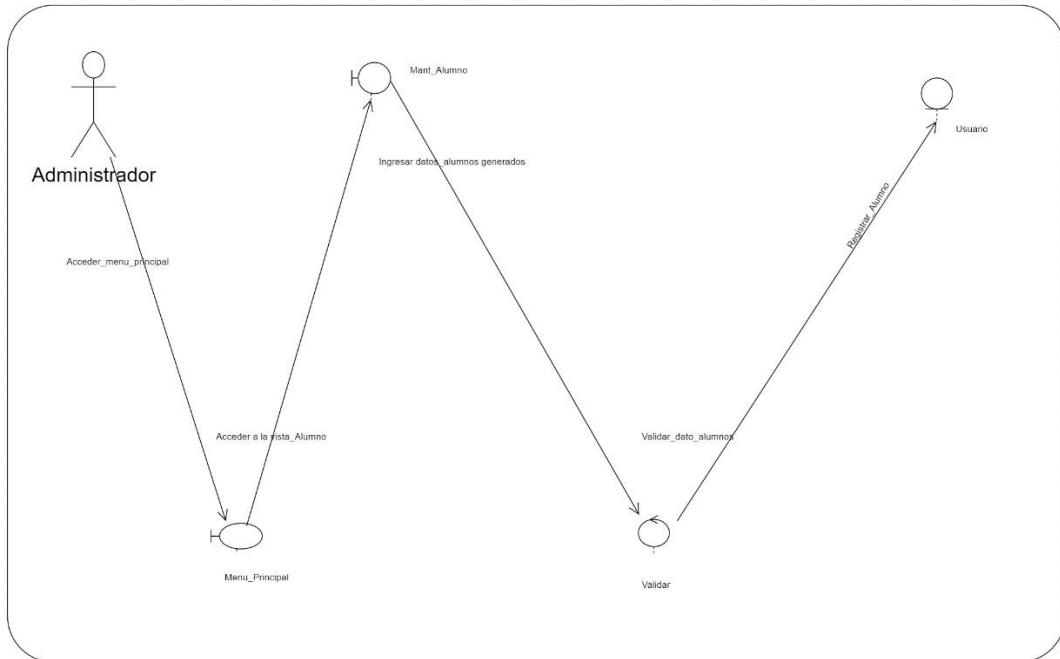 Mant_Alumno
Usuario
Ingresar datos_alumnos generados
Administrador
Registrar_Alumno
Acceder_menu_principal
Acceder a la vista_Alumno
Validar_dato_alumnos
Menu_Principal
Validar